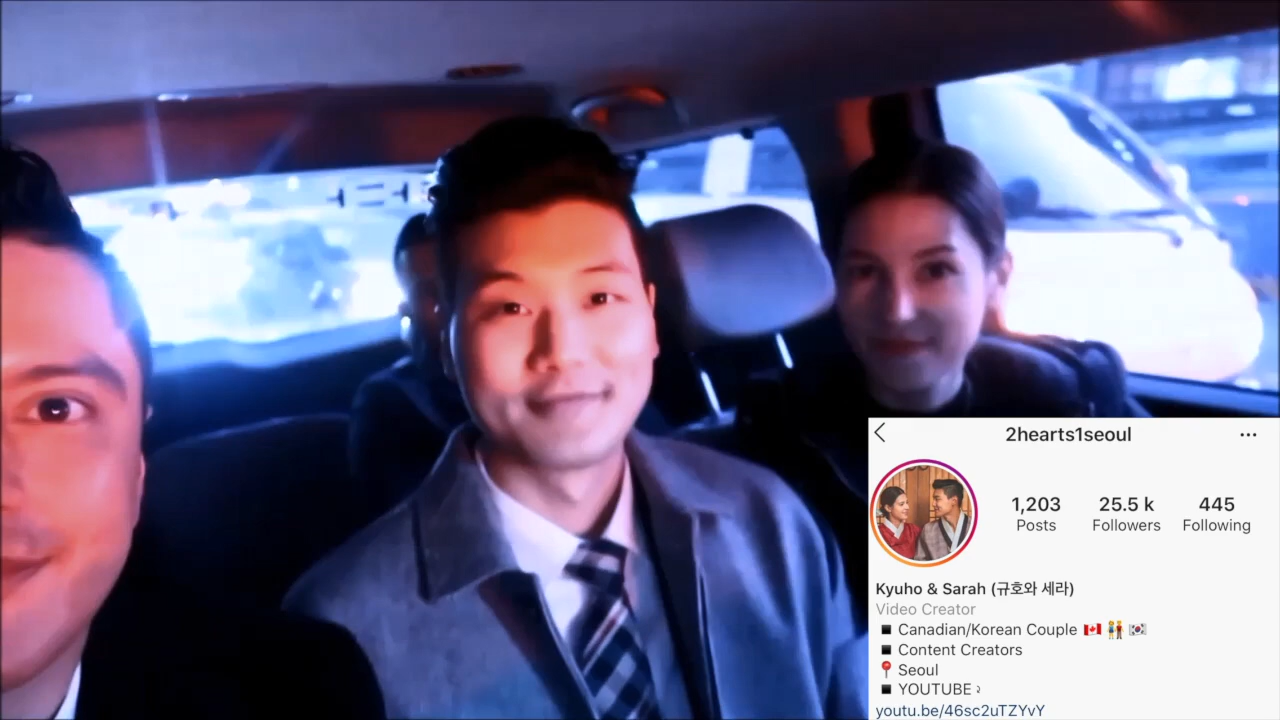 2hearts1seoul
1,203 25.5 k 445
Posts Followers Following
Kyuho & Sarah (규호와 세라)
Video Creator
◾ Canadian/Korean Couple 🇨🇦 👫 🇰🇷
◾ Content Creators
📍 Seoul
◾ YOUTUBE ⤵
youtu.be/46sc2uTZYvY